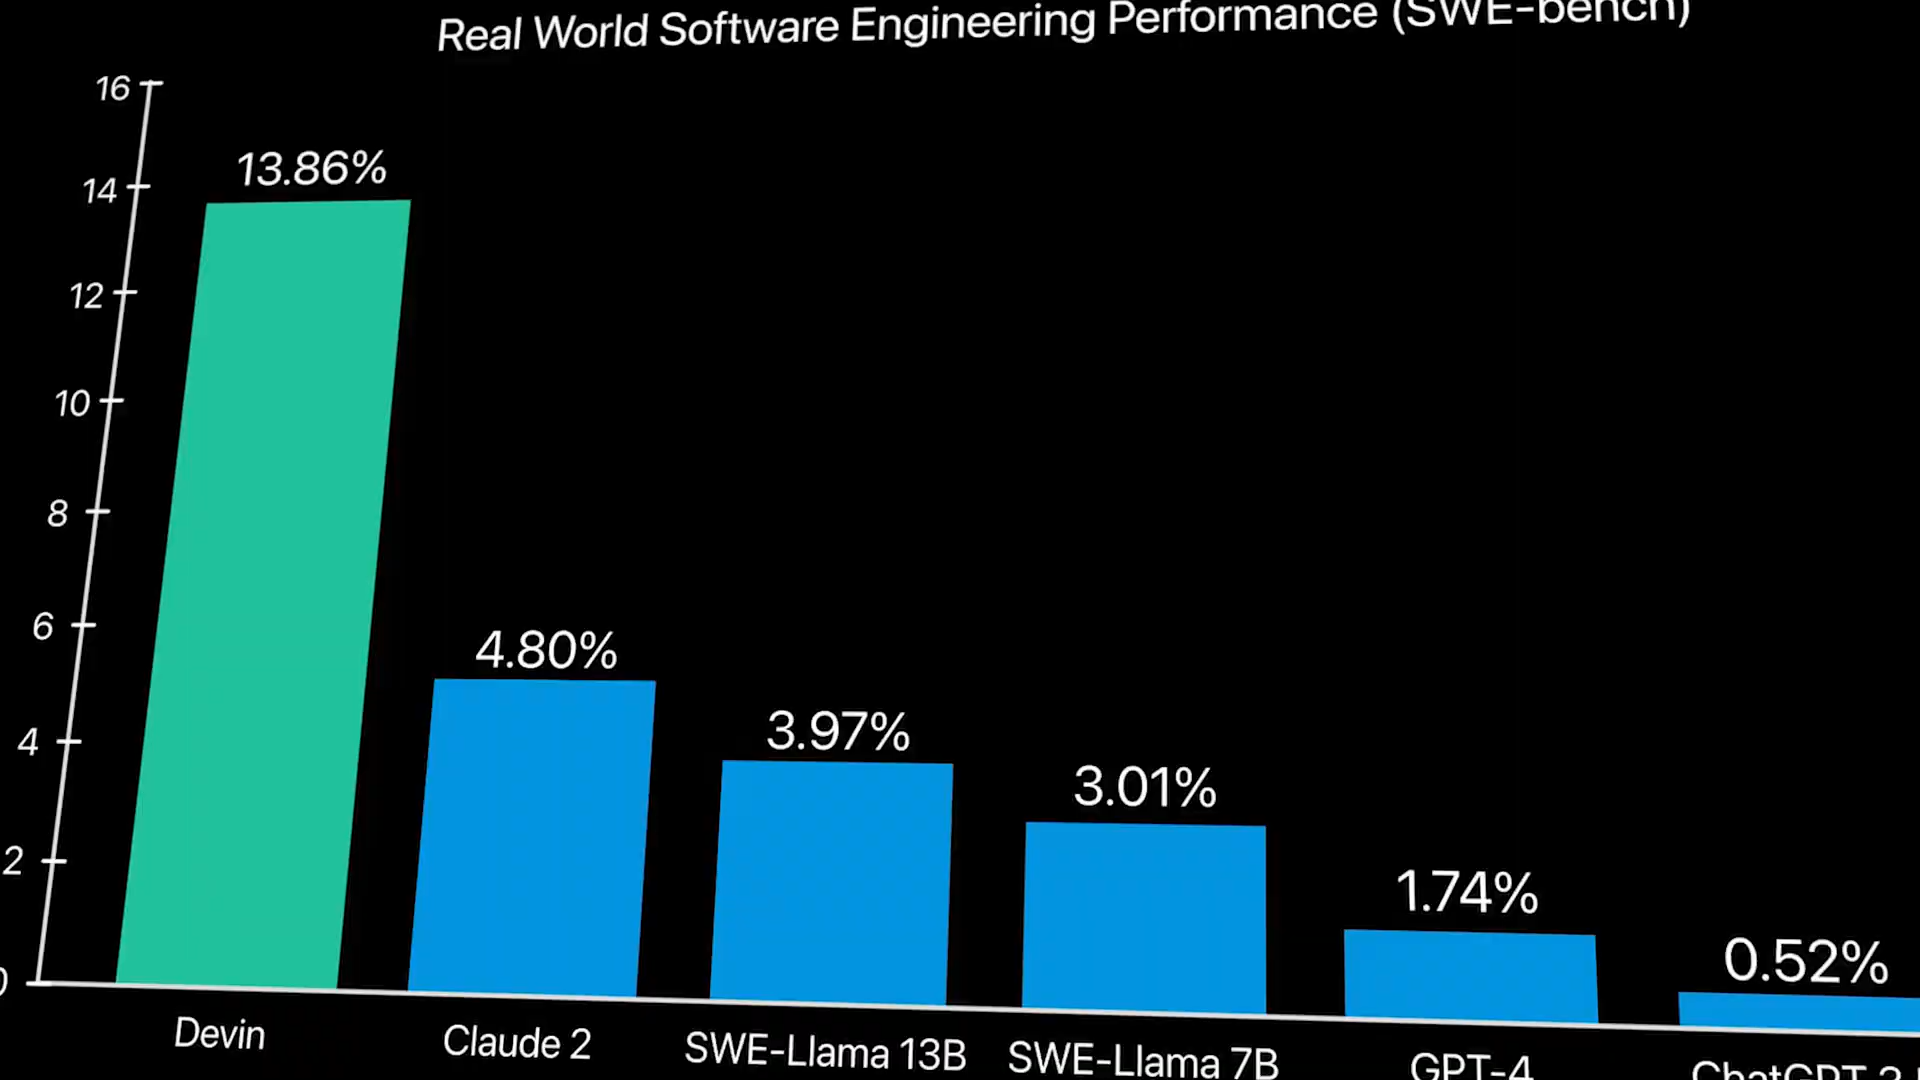 Real World Software Engineering Performance (SWE-bench)
16
14
12
10
8
6
4
2
0
13.86%
4.80%
3.97%
3.01%
1.74%
0.52%
Devin
Claude 2
SWE-Llama 13B
SWE-Llama 7B
GPT-4
ChatGPT